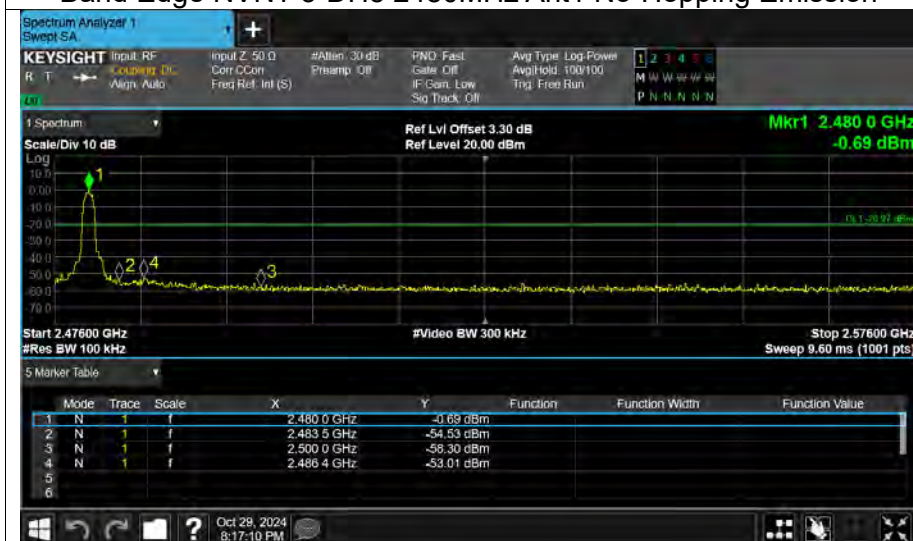 Spectrum Analyzer 1
Swept SA
+
KEYSIGHT Input: RF Input Z: 50 Ω #Atten: 30 dB PNO: Fast Avg Type: Log-Power 1 2 3 4 5 6
R T Coupling: DC Corr CCorr Preamp: Off Gate: Off Avg|Hold: 100/100 M W W W W W
Align: Auto Freq Ref: Int (S) IF Gain: Low Trig: Free Run
Sig Track: Off P N N N N N
1 Spectrum
Ref Lvl Offset 3.30 dB Mkr1 2.480 0 GHz
Scale/Div 10 dB Ref Level 20.00 dBm -0.69 dBm
Log
10.0
1
0.00
-10.0
-20.0
DL1 -20.97 dBm
-30.0
-40.0
2 4 3
-50.0
-60.0
-70.0
Start 2.47600 GHz #Video BW 300 kHz Stop 2.57600 GHz
#Res BW 100 kHz Sweep 9.60 ms (1001 pts)
5 Marker Table
Mode Trace Scale X Y Function Function Width Function Value
1 N 1 f 2.480 0 GHz -0.69 dBm
2 N 1 f 2.483 5 GHz -54.53 dBm
3 N 1 f 2.500 0 GHz -58.30 dBm
4 N 1 f 2.486 4 GHz -53.01 dBm
5
6
? Oct 29, 2024
8:17:10 PM